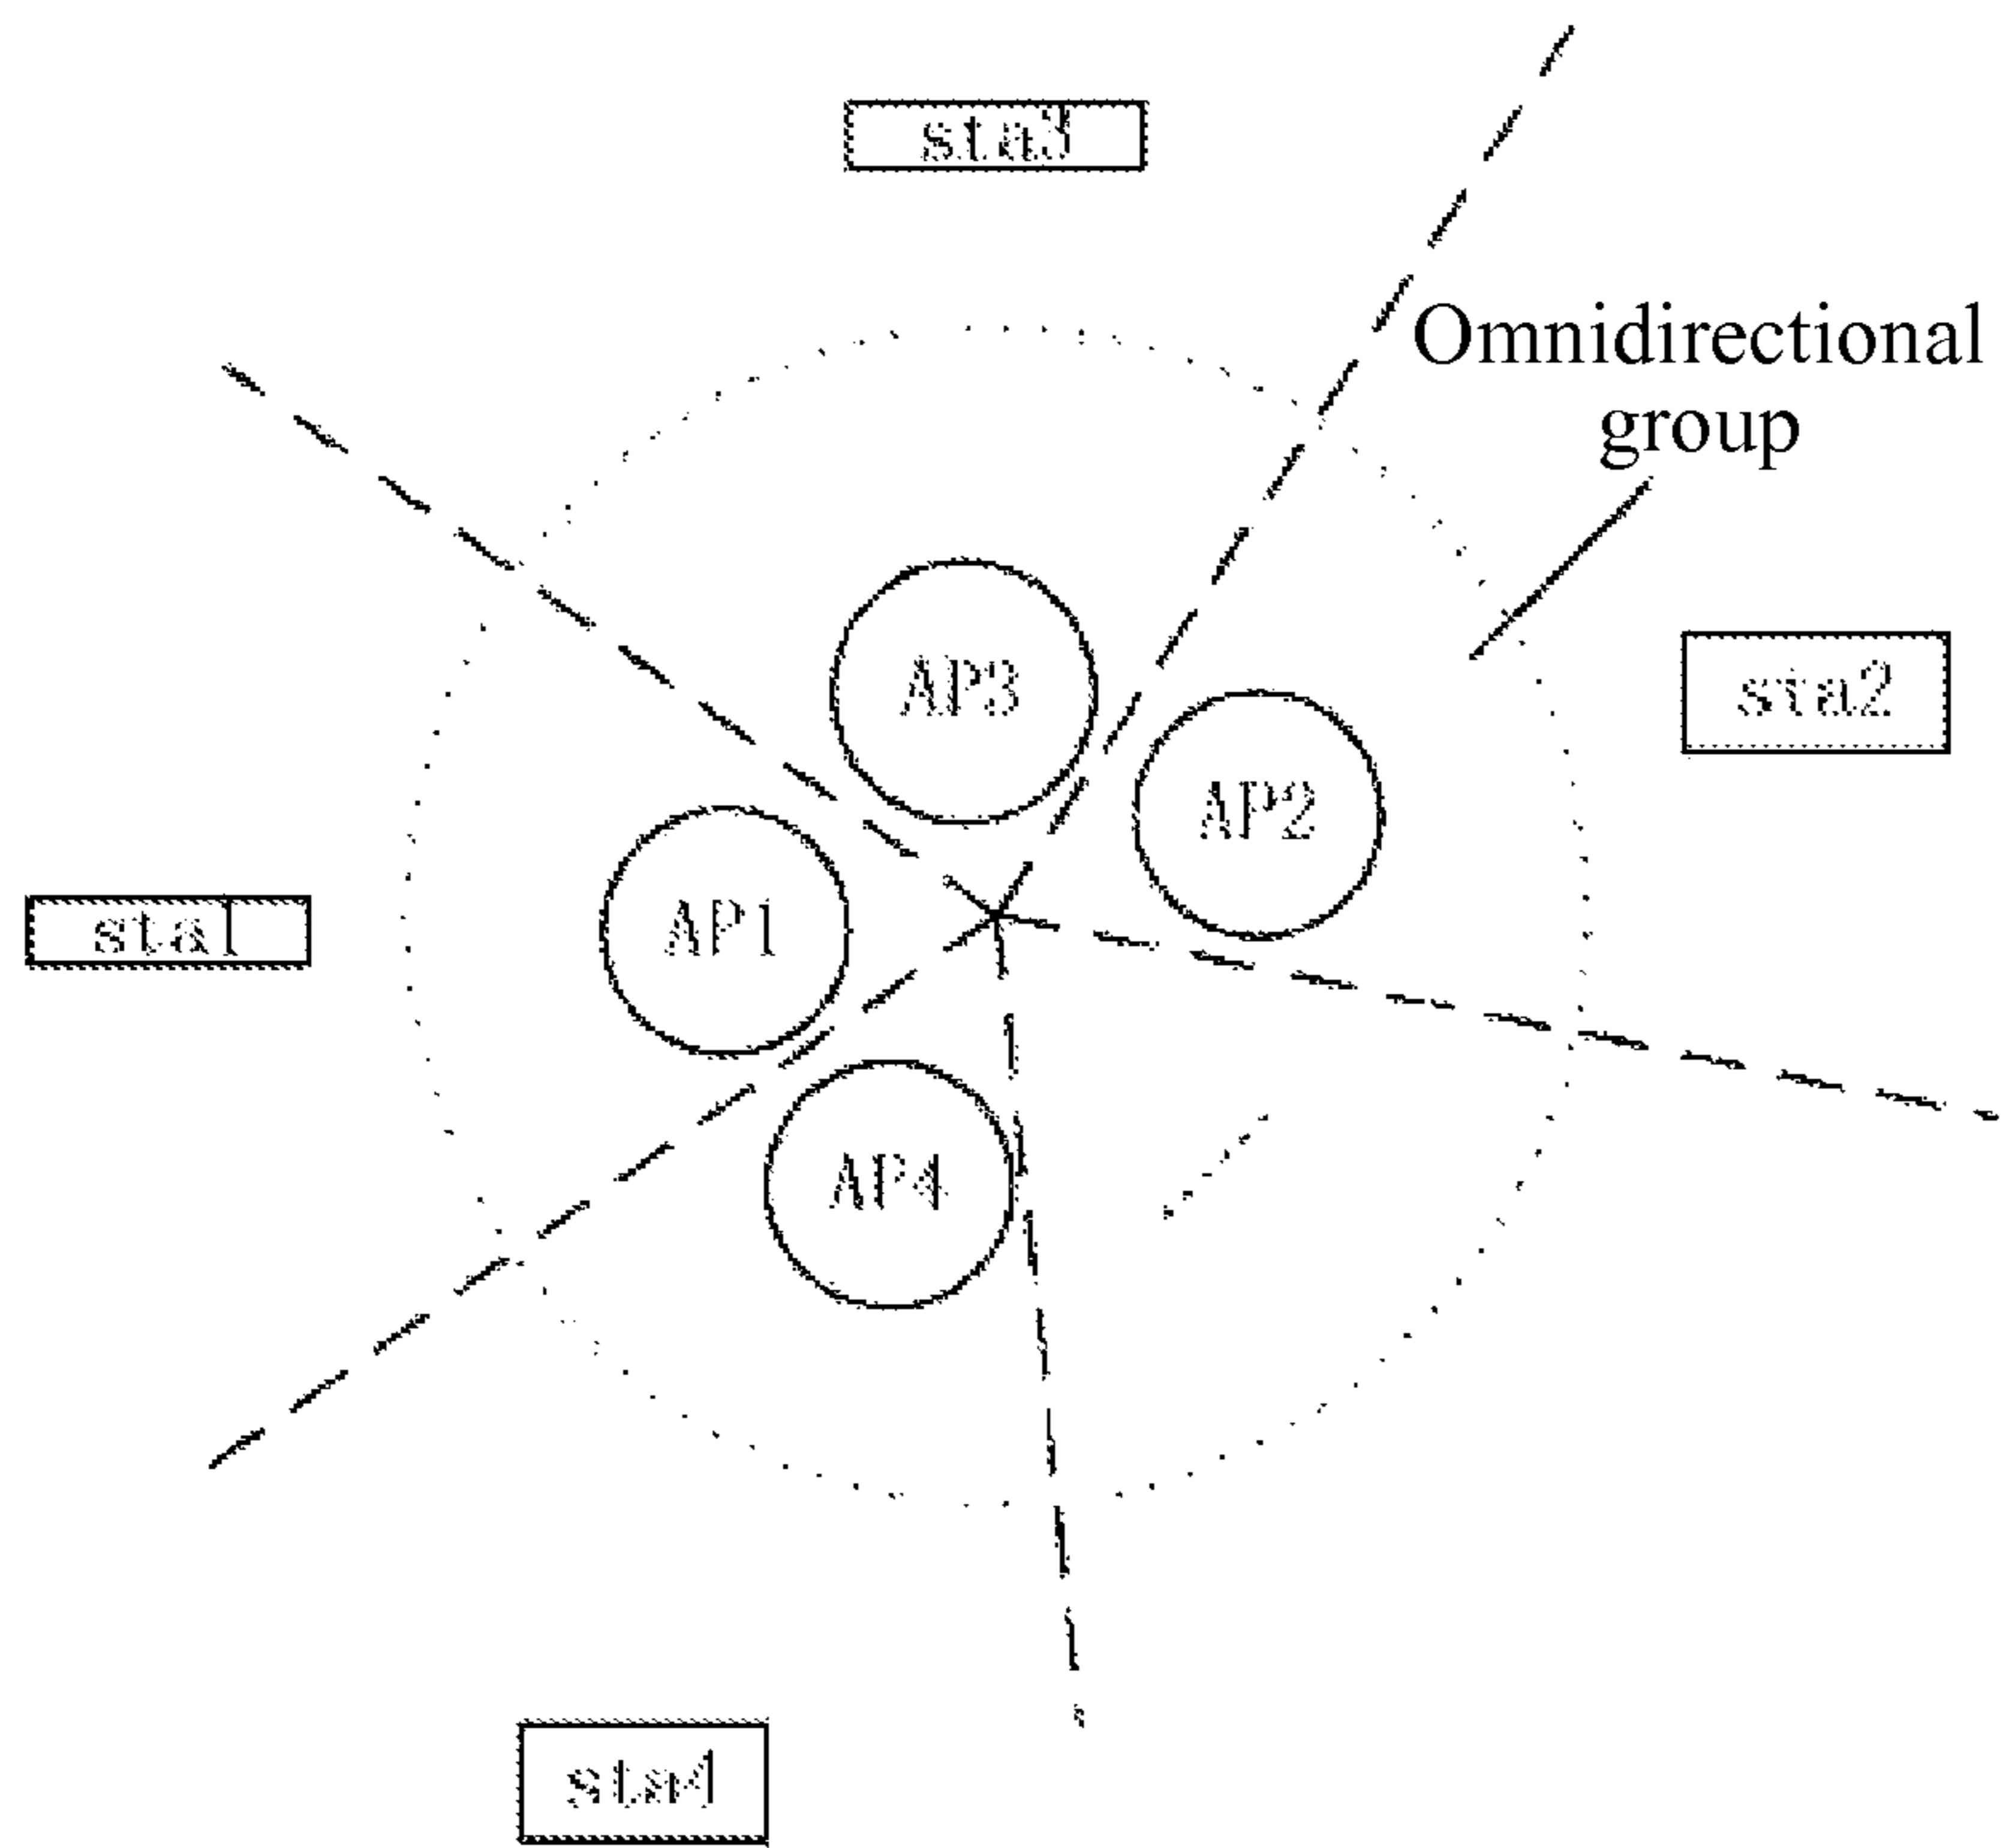 sta3
Omnidirectional
group
AP3
sta2
AP2
sta1
AP1
AP4
sta4